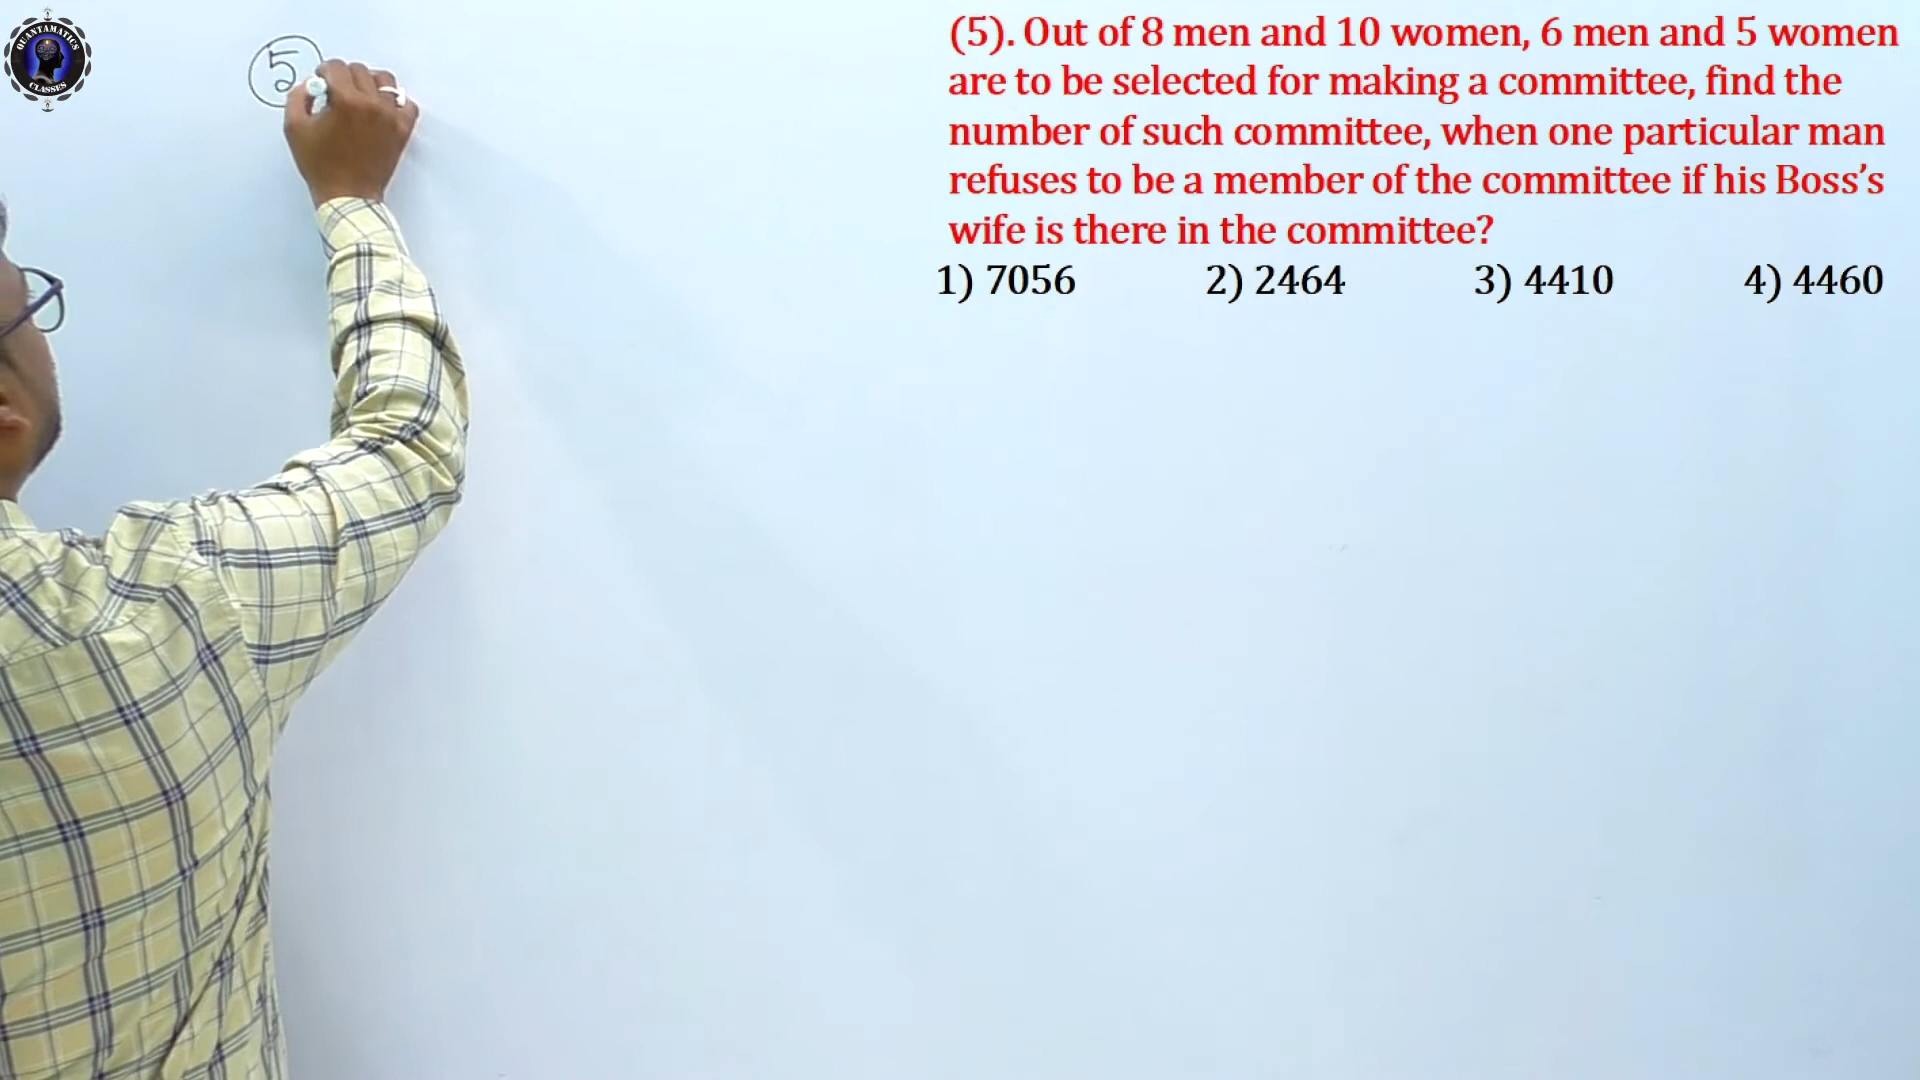 QUANTAMATICS
CLASSES
5
(5). Out of 8 men and 10 women, 6 men and 5 women
are to be selected for making a committee, find the
number of such committee, when one particular man
refuses to be a member of the committee if his Boss’s
wife is there in the committee?
1) 7056 2) 2464 3) 4410 4) 4460